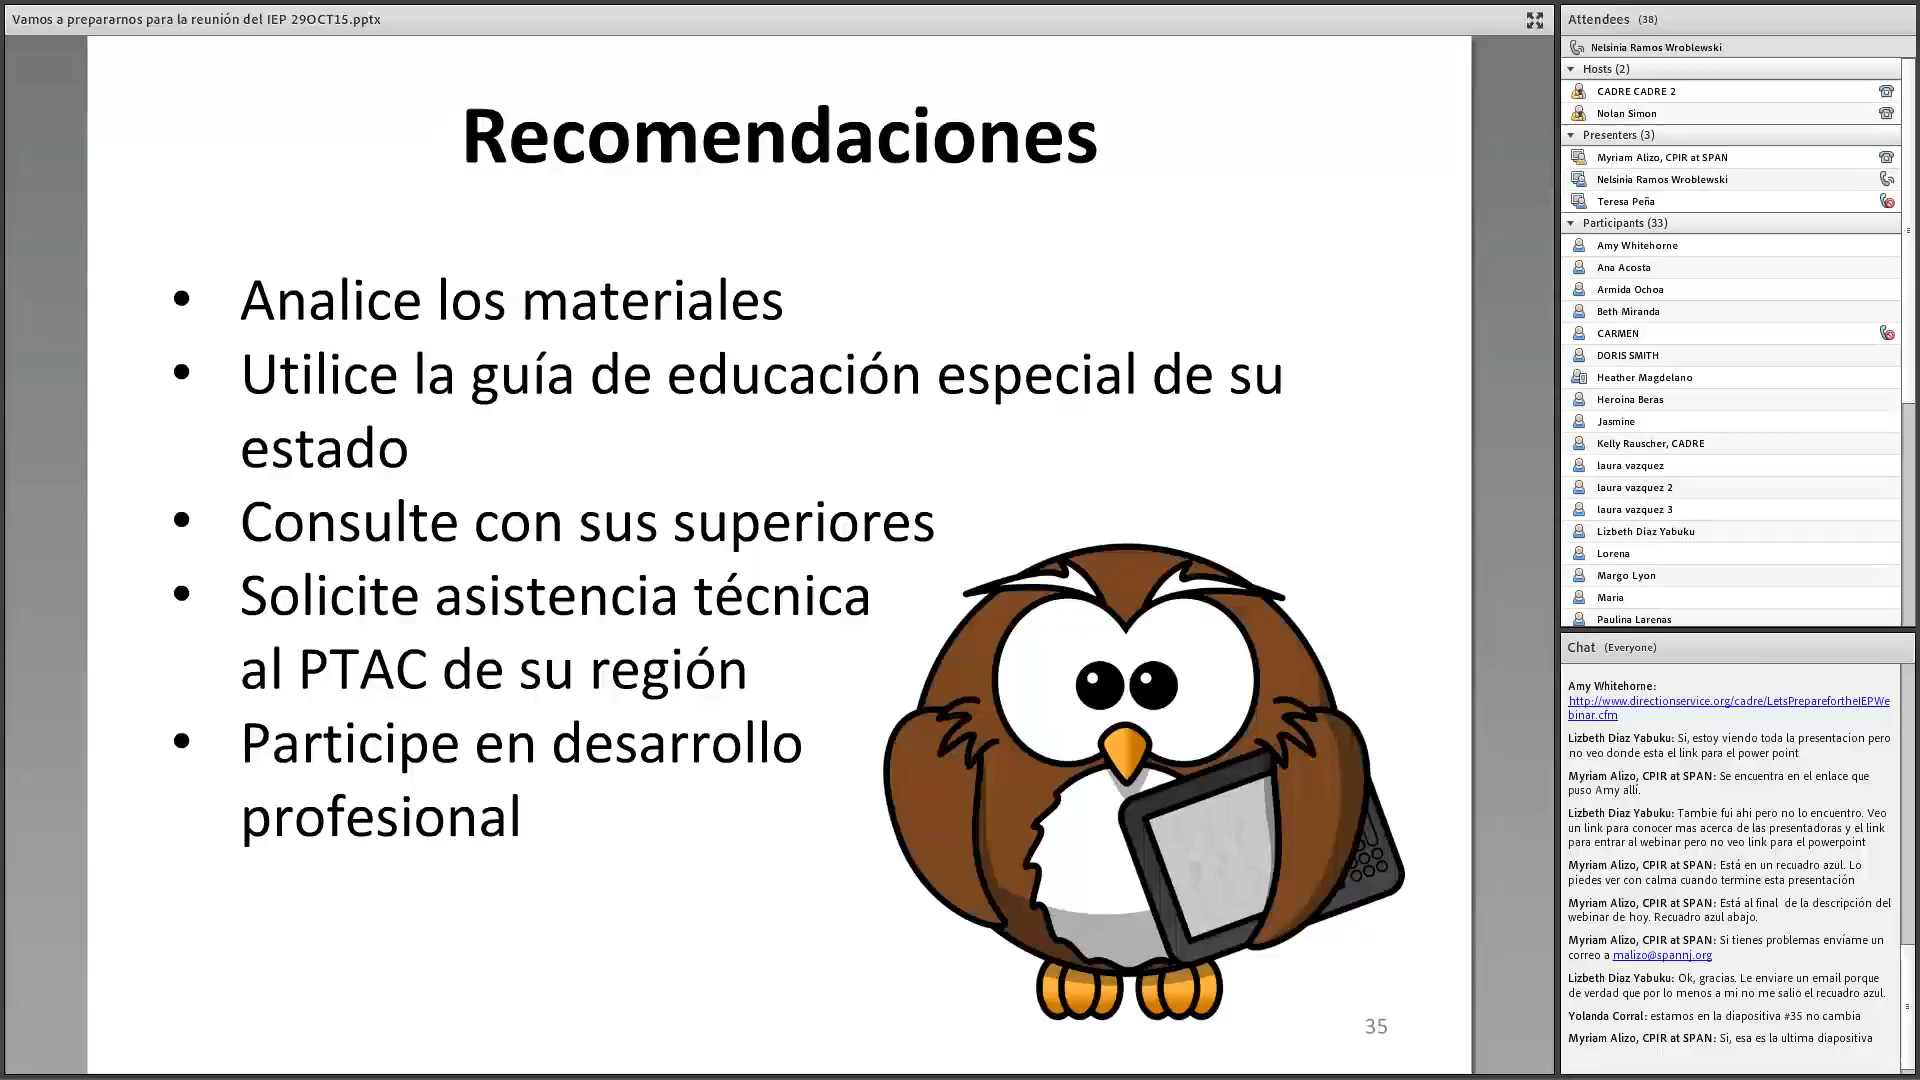 Vamos a prepararnos para la reunión del IEP 29OCT15.pptx
Recomendaciones
• Analice los materiales
• Utilice la guía de educación especial de su
estado
• Consulte con sus superiores
• Solicite asistencia técnica
al PTAC de su región
• Participe en desarrollo
profesional
35
Attendees (38)
Nelsinia Ramos Wroblewski
Hosts (2)
CADRE CADRE 2
Nolan Simon
Presenters (3)
Myriam Alizo, CPIR at SPAN
Nelsinia Ramos Wroblewski
Teresa Peña
Participants (33)
Amy Whitehorne
Ana Acosta
Armida Ochoa
Beth Miranda
CARMEN
DORIS SMITH
Heather Magdelano
Heroina Beras
Jasmine
Kelly Rauscher, CADRE
laura vazquez
laura vazquez 2
laura vazquez 3
Lizbeth Diaz Yabuku
Lorena
Margo Lyon
Maria
Paulina Larenas
Chat (Everyone)
Amy Whitehorne:
http://www.directionservice.org/cadre/LetsPreparefortheIEPWe
binar.cfm
Lizbeth Diaz Yabuku: Si, estoy viendo toda la presentacion pero
no veo donde esta el link para el power point
Myriam Alizo, CPIR at SPAN: Se encuentra en el enlace que
puso Amy allí.
Lizbeth Diaz Yabuku: Tambie fui ahi pero no lo encuentro. Veo
un link para conocer mas acerca de las presentadoras y el link
para entrar al webinar pero no veo link para el powerpoint
Myriam Alizo, CPIR at SPAN: Está en un recuadro azul. Lo
piedes ver con calma cuando termine esta presentación
Myriam Alizo, CPIR at SPAN: Está al final de la descripción del
webinar de hoy. Recuadro azul abajo.
Myriam Alizo, CPIR at SPAN: Si tienes problemas envíame un
correo a malizo@spannj.org
Lizbeth Diaz Yabuku: Ok, gracias. Le enviare un email porque
de verdad que por lo menos a mi no me salio el recuadro azul.
Yolanda Corral: estamos en la diapositiva #35 no cambia
Myriam Alizo, CPIR at SPAN: Si, esa es la ultima diapositiva